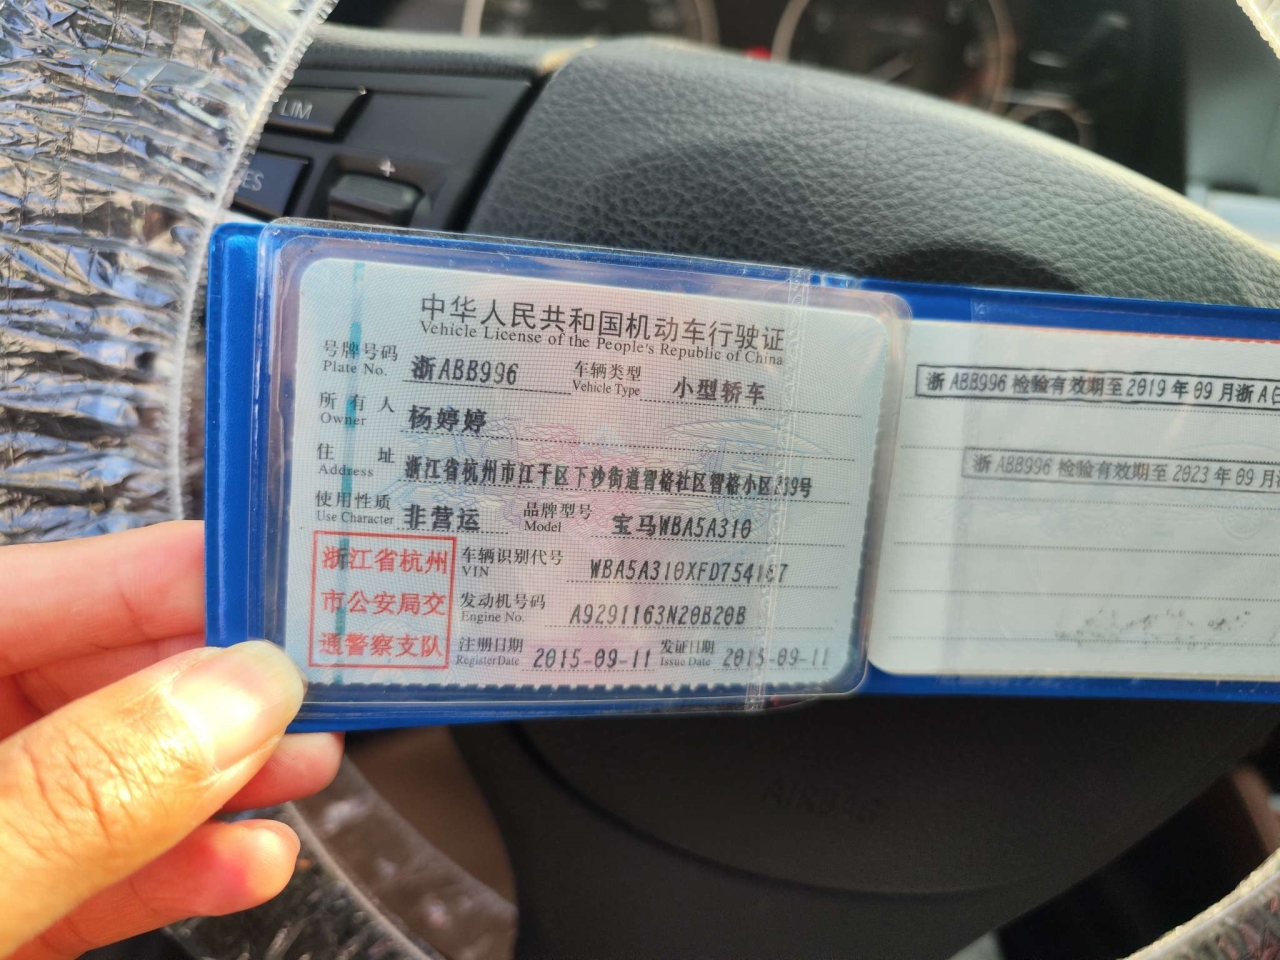 LIM
中华人民共和国机动车行驶证
Vehicle License of the People's Republic of China
号牌号码 浙ABB996 车辆类型 小型轿车
Plate No. Vehicle Type
所有人 杨婷婷
Owner
住址 浙江省杭州市江干区下沙街道智格社区智格小区239号
Address
使用性质 非营运 品牌型号 宝马WBA5A310
Use Character Model
浙江省杭州
市公安局交
通警察支队
车辆识别代号 WBA5A310XFD754187
VIN
发动机号码 A9291163N20B20B
Engine No.
注册日期 2015-09-11 发证日期 2015-09-11
Register Date Issue Date
浙ABB996检验有效期至2019年09月浙A
浙ABB996检验有效期至2023年09月
AIRBAG